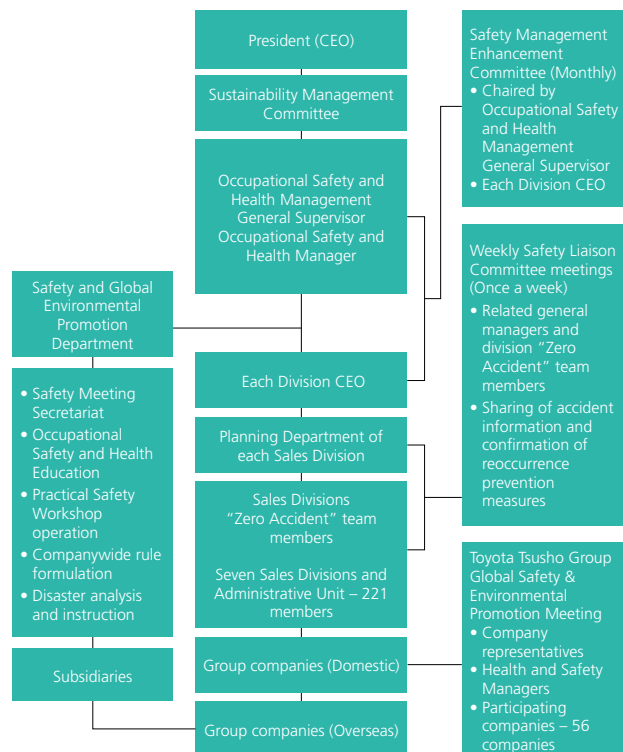 President (CEO)
Sustainability Management
Committee
Occupational Safety and
Health Management
General Supervisor
Occupational Safety and
Health Manager
Safety and Global
Environmental
Promotion
Department
• Safety Meeting
Secretariat
• Occupational
Safety and Health
Education
• Practical Safety
Workshop
operation
• Companywide rule
formulation
• Disaster analysis
and instruction
Subsidiaries
Each Division CEO
Planning Department of
each Sales Division
Sales Divisions
“Zero Accident” team
members
Seven Sales Divisions and
Administrative Unit – 221
members
Group companies (Domestic)
Group companies (Overseas)
Safety Management
Enhancement
Committee (Monthly)
• Chaired by
Occupational Safety
and Health
Management
General Supervisor
• Each Division CEO
Weekly Safety Liaison
Committee meetings
(Once a week)
• Related general
managers and
division “Zero
Accident” team
members
• Sharing of accident
information and
confirmation of
reoccurrence
prevention
measures
Toyota Tsusho Group
Global Safety &
Environmental
Promotion Meeting
• Company
representatives
• Health and Safety
Managers
• Participating
companies – 56
companies